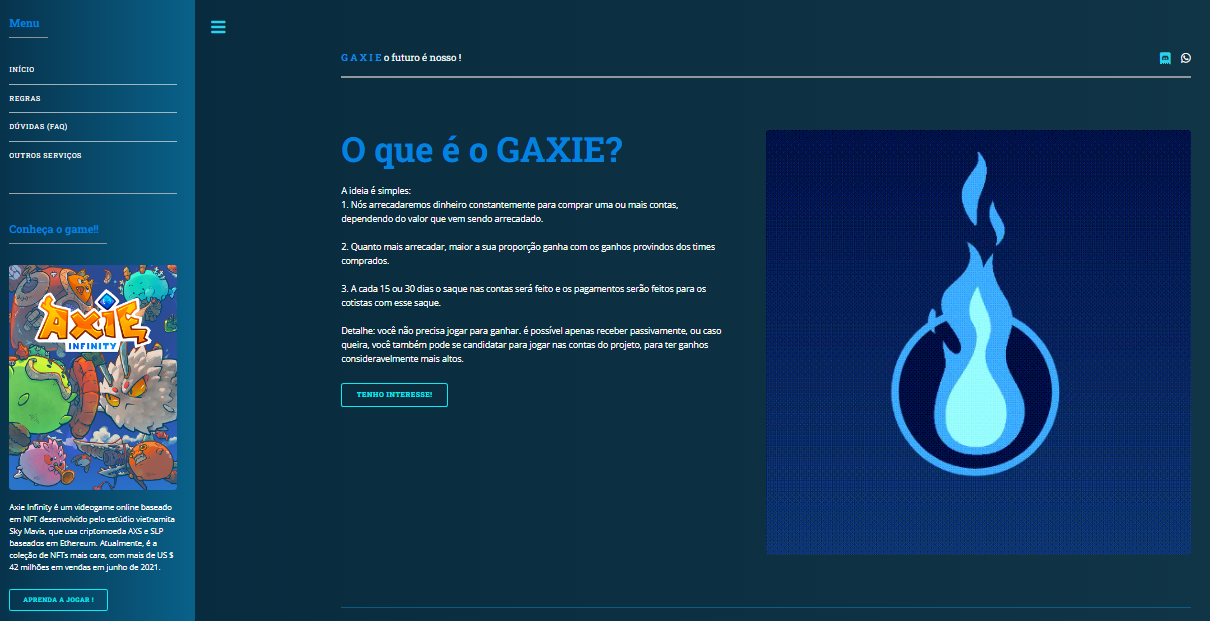 Menu
INÍCIO
REGRAS
DÚVIDAS (FAQ)
OUTROS SERVIÇOS
Conheça o game!!
AXIE
INFINITY
Axie Infinity é um videogame online baseado
em NFT desenvolvido pelo estúdio vietnamita
Sky Mavis, que usa criptomoeda AXS e SLP
baseados em Ethereum. Atualmente, é a
coleção de NFTs mais cara, com mais de US $
42 milhões em vendas em junho de 2021.
APRENDA A JOGAR !
G A X I E o futuro é nosso !
O que é o GAXIE?
A ideia é simples:
1. Nós arrecadaremos dinheiro constantemente para comprar uma ou mais contas,
dependendo do valor que vem sendo arrecadado.
2. Quanto mais arrecadar, maior a sua proporção ganha com os ganhos provindos dos times
comprados.
3. A cada 15 ou 30 dias o saque nas contas será feito e os pagamentos serão feitos para os
cotistas com esse saque.
Detalhe: você não precisa jogar para ganhar. é possível apenas receber passivamente, ou caso
queira, você também pode se candidatar para jogar nas contas do projeto, para ter ganhos
consideravelmente mais altos.
TENHO INTERESSE!